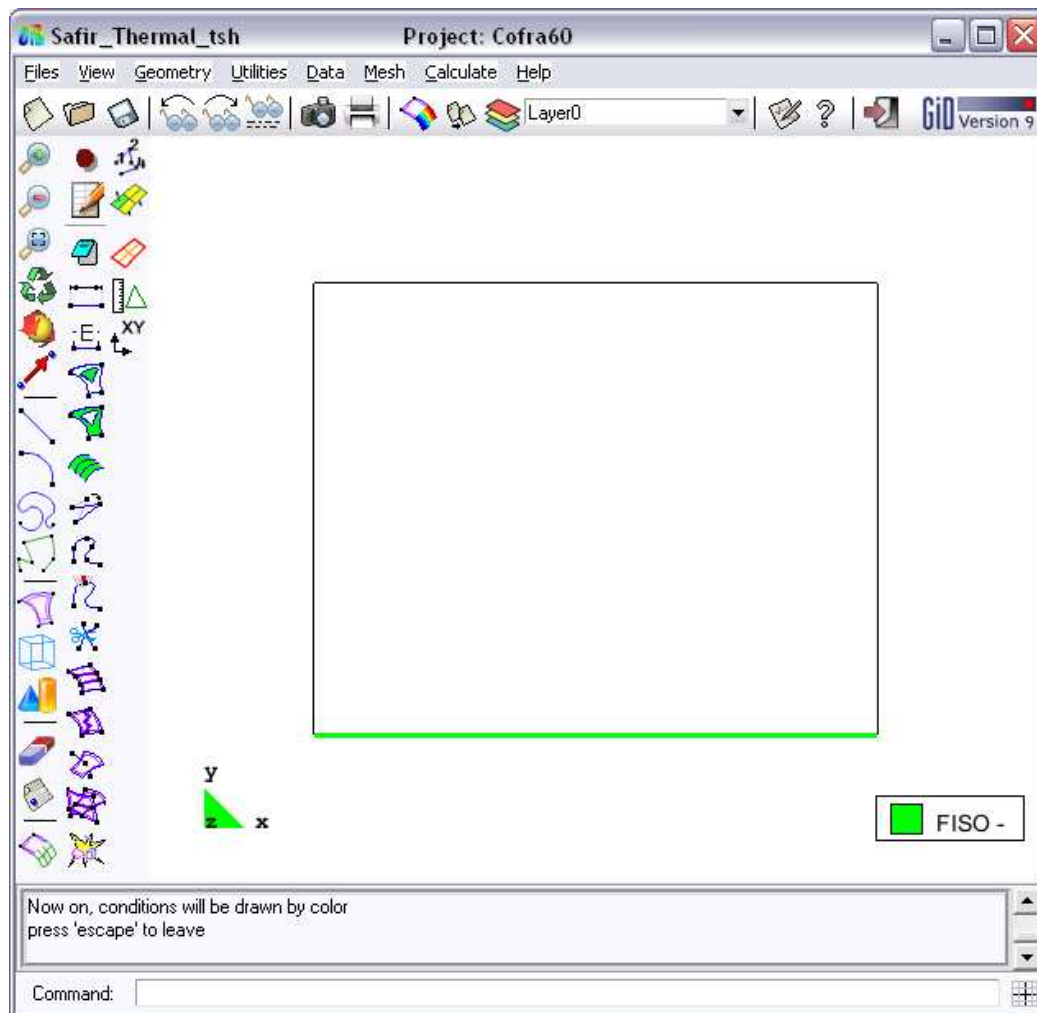 Safir_Thermal_tsh Project: Cofra60
Files View Geometry Utilities Data Mesh Calculate Help
Layer0 GiD Version 9
E
XY
y
z x
FISO -
Now on, conditions will be drawn by color
press 'escape' to leave
Command: